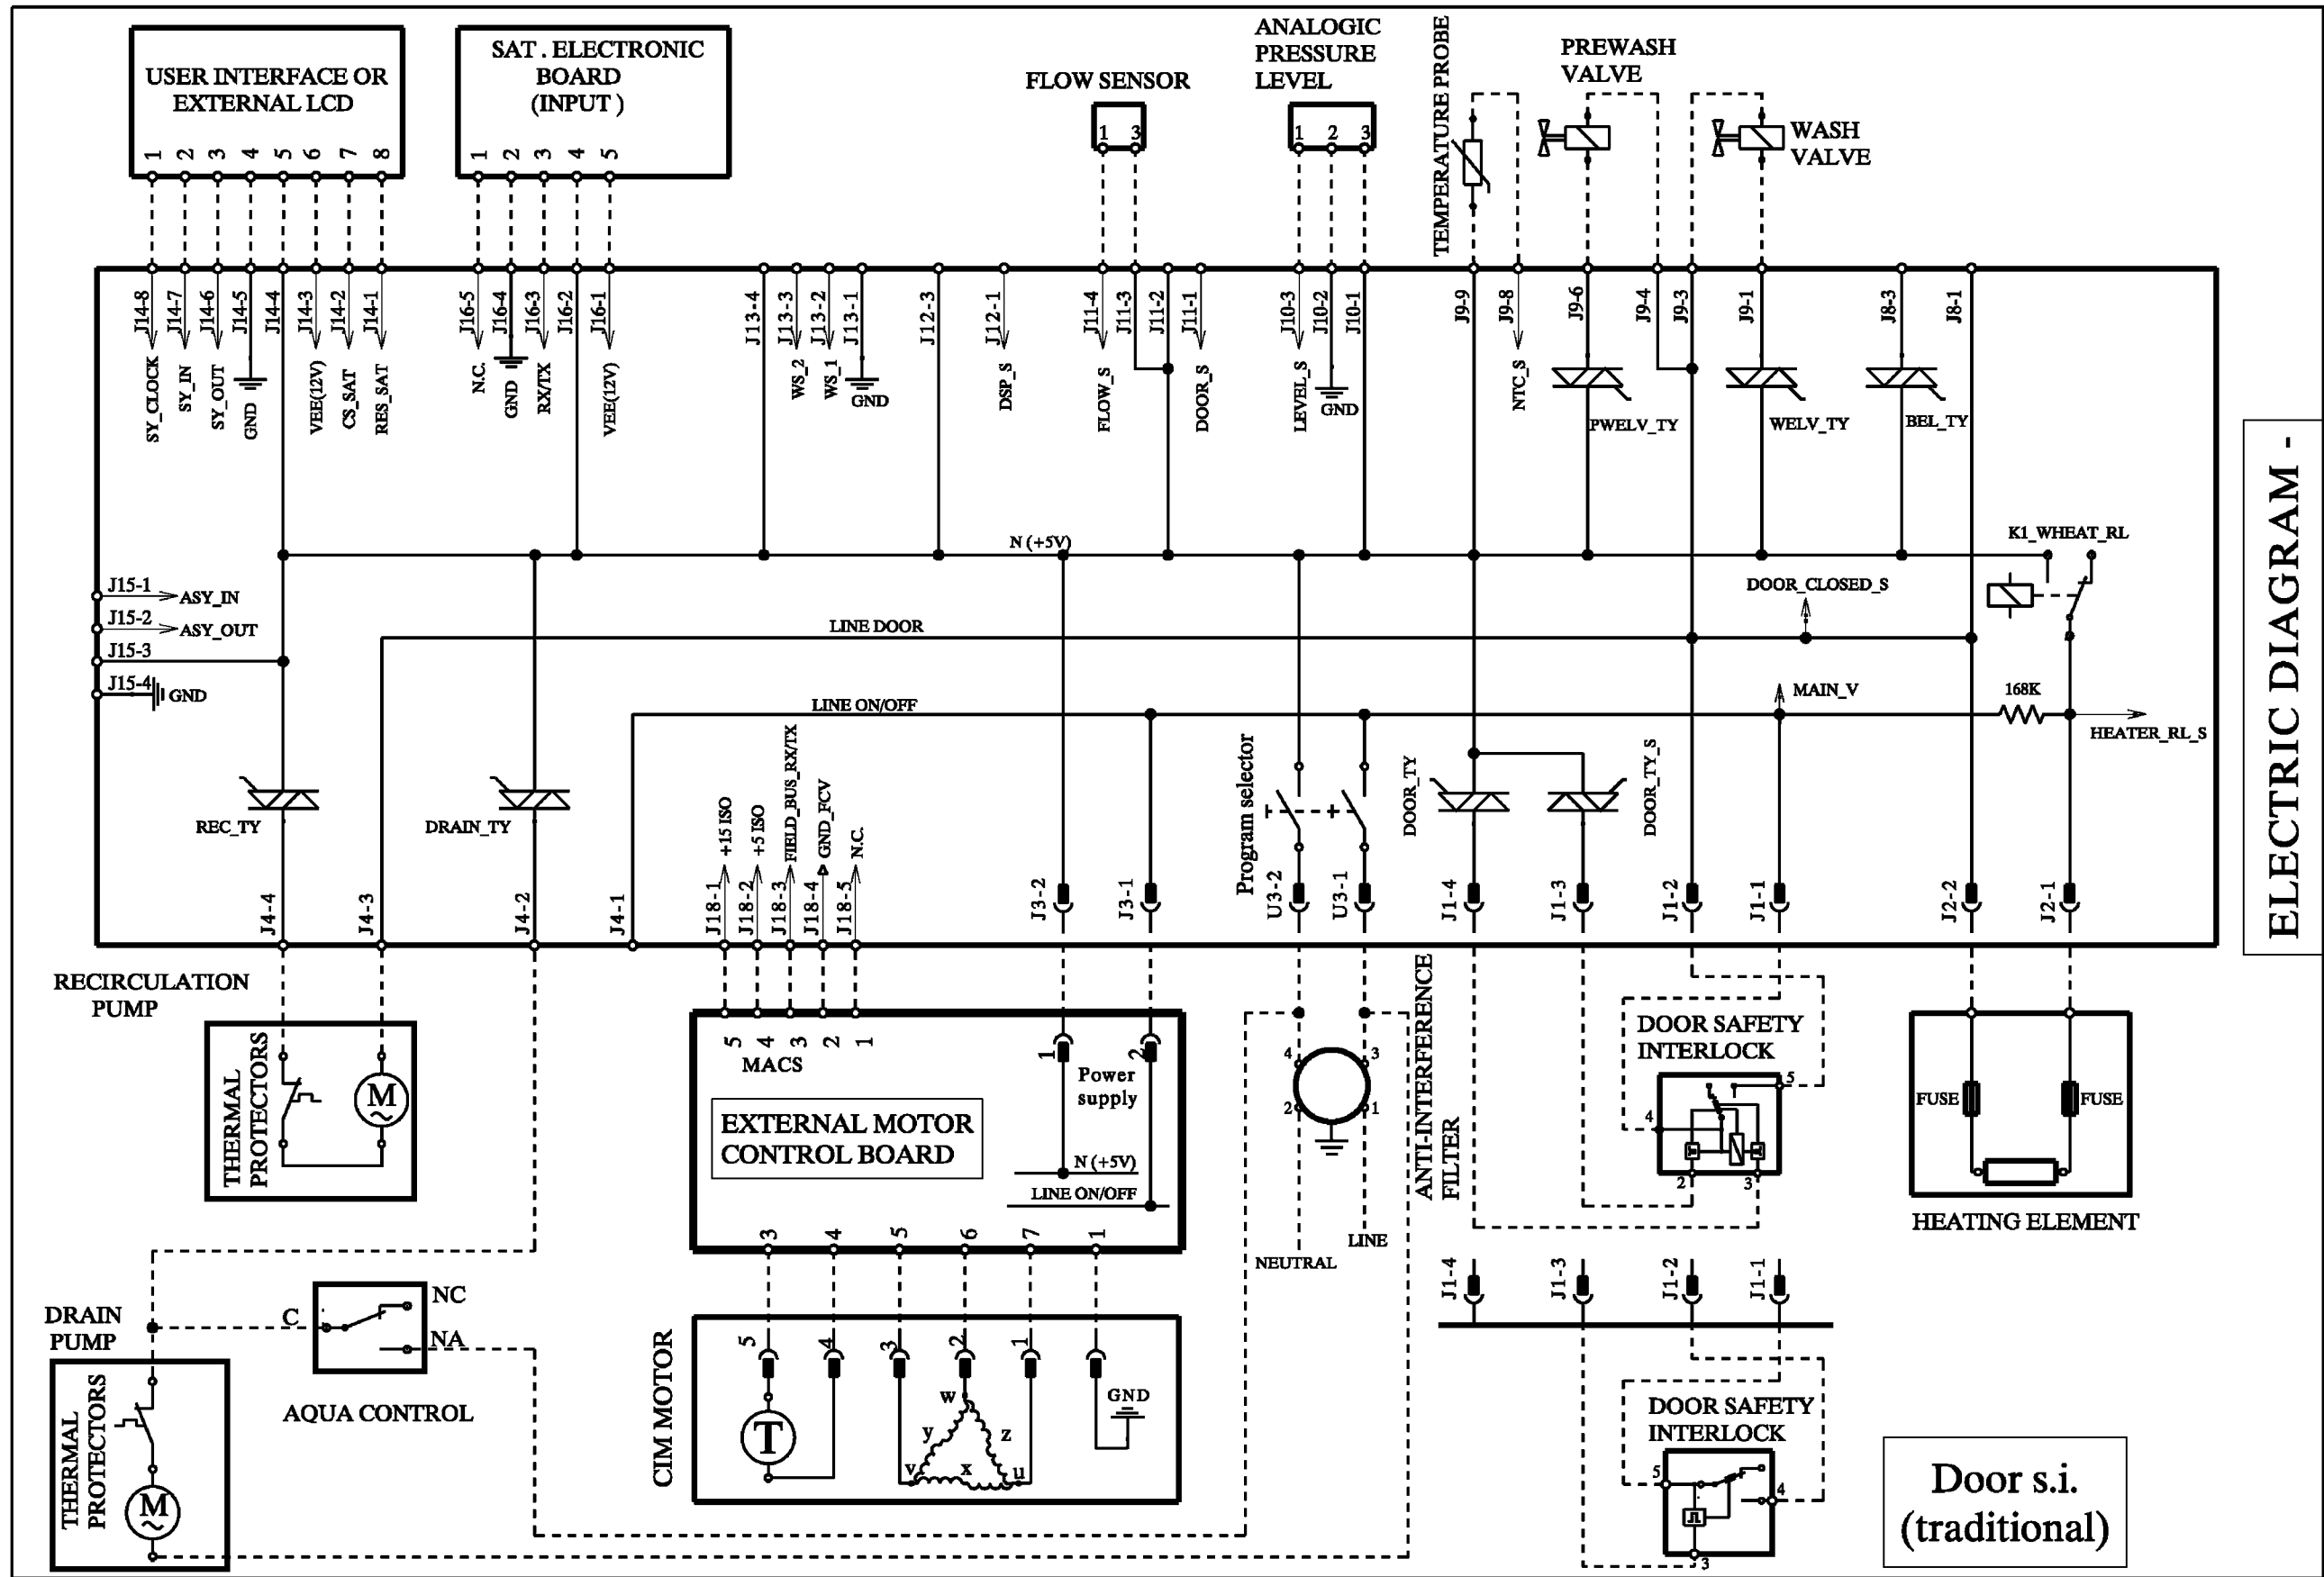 USER INTERFACE OR
EXTERNAL LCD
1 2 3 4 5 6 7 8
SAT . ELECTRONIC
BOARD
(INPUT )
1 2 3 4 5
FLOW SENSOR
1 3
ANALOGIC
PRESSURE
LEVEL
1 2 3
TEMPERATURE PROBE
PREWASH
VALVE
WASH
VALVE
J14-8 J14-7 J14-6 J14-5 J14-4 J14-3 J14-2 J14-1
SY_CLOCK
SY_IN
SY_OUT
GND
VEE(12V)
CS_SAT
RES_SAT
J16-5 J16-4 J16-3 J16-2 J16-1
N.C.
GND
RX/TX
VEE(12V)
J13-4 J13-3 J13-2 J13-1
WS_2
WS_1
GND
J12-3 J12-1
DSP_S
J11-4 J11-3 J11-2 J11-1
FLOW_S
DOOR_S
J10-3 J10-2 J10-1
LEVEL_S
GND
J9-9 J9-8 J9-6 J9-4 J9-3 J9-1
NTC_S
J8-3 J8-1
PWELV_TY
WELV_TY
BEL_TY
ELECTRIC DIAGRAM -
N (+5V)
K1_WHEAT_RL
J15-1
ASY_IN
J15-2
ASY_OUT
J15-3
J15-4
GND
DOOR_CLOSED_S
LINE DOOR
LINE ON/OFF
MAIN_V
168K
HEATER_RL_S
REC_TY
DRAIN_TY
+15 ISO
+5 ISO
FIELD_BUS_RX/TX
GND_FCV
N.C.
Program selector
DOOR_TY
DOOR_TY_S
J4-4
J4-3
J4-2
J4-1
J18-1 J18-2 J18-3 J18-4 J18-5
J3-2
J3-1
U3-2
U3-1
J1-4
J1-3
J1-2
J1-1
J2-2
J2-1
RECIRCULATION
PUMP
THERMAL
PROTECTORS
M
5 4 3 2 1
MACS
1 2
Power
supply
EXTERNAL MOTOR
CONTROL BOARD
N (+5V)
LINE ON/OFF
3 4 5 6 7 1
4 3
2 1
NEUTRAL
LINE
ANTI-INTERFERENCE
FILTER
DOOR SAFETY
INTERLOCK
5
4
2 3
FUSE
FUSE
HEATING ELEMENT
DRAIN
PUMP
THERMAL
PROTECTORS
M
C
NC
NA
AQUA CONTROL
CIM MOTOR
5 4 3 2 1
T
w
y z
v x u
GND
J1-4
J1-3
J1-2
J1-1
DOOR SAFETY
INTERLOCK
5
4
3
Door s.i.
(traditional)